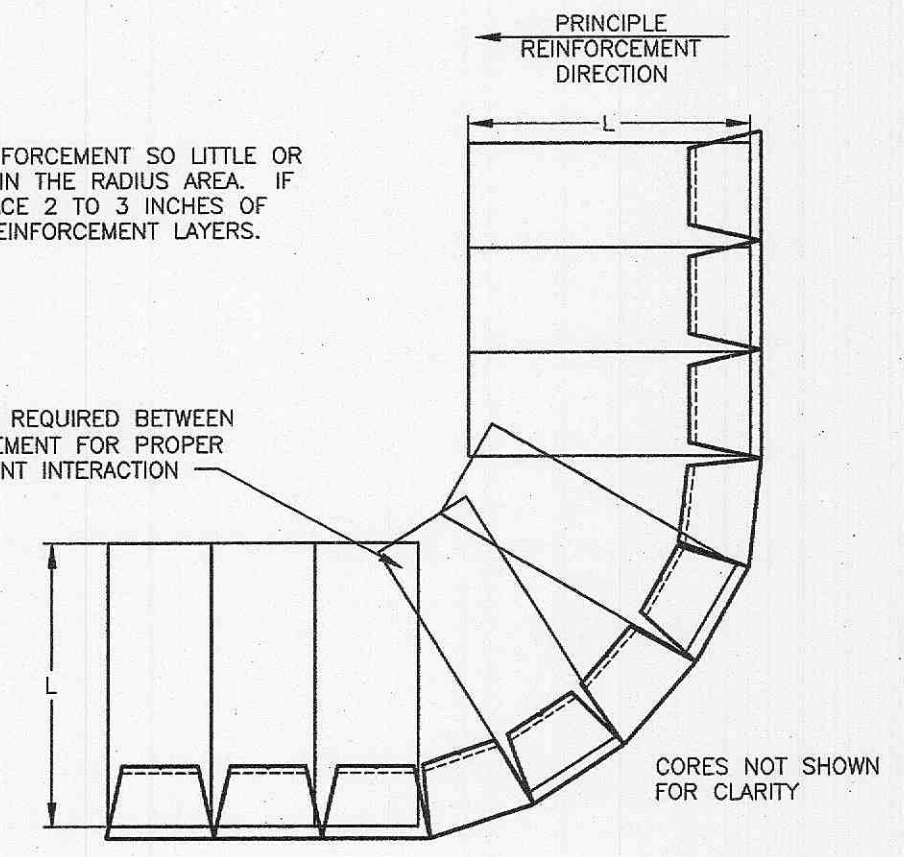 PRINCIPLE
REINFORCEMENT
DIRECTION
L
FORCEMENT SO LITTLE OR
IN THE RADIUS AREA. IF
CE 2 TO 3 INCHES OF
EINFORCEMENT LAYERS.
REQUIRED BETWEEN
EMENT FOR PROPER
NT INTERACTION
L
CORES NOT SHOWN
FOR CLARITY